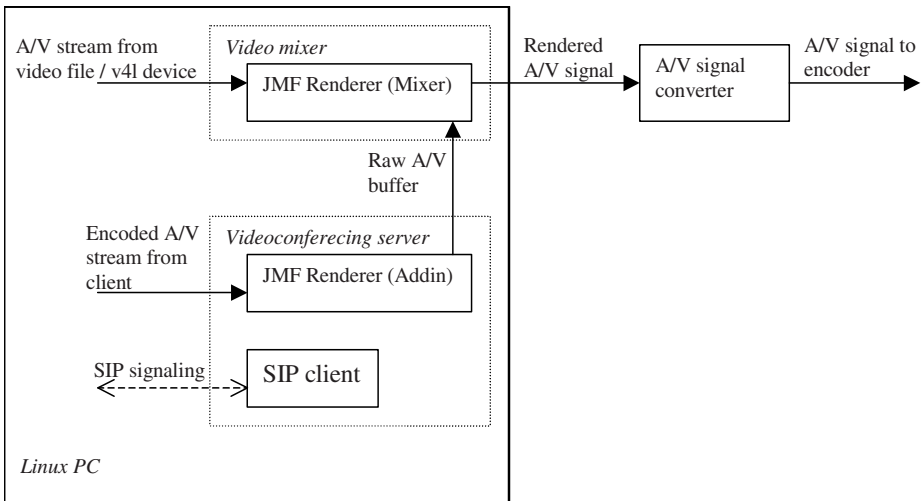 A/V stream from
video file / v4l device
Video mixer
JMF Renderer (Mixer)
Rendered
A/V signal
A/V signal
converter
A/V signal to
encoder
Raw A/V
buffer
Encoded A/V
stream from
client
Videoconferecing server
JMF Renderer (Addin)
SIP signaling
SIP client
Linux PC